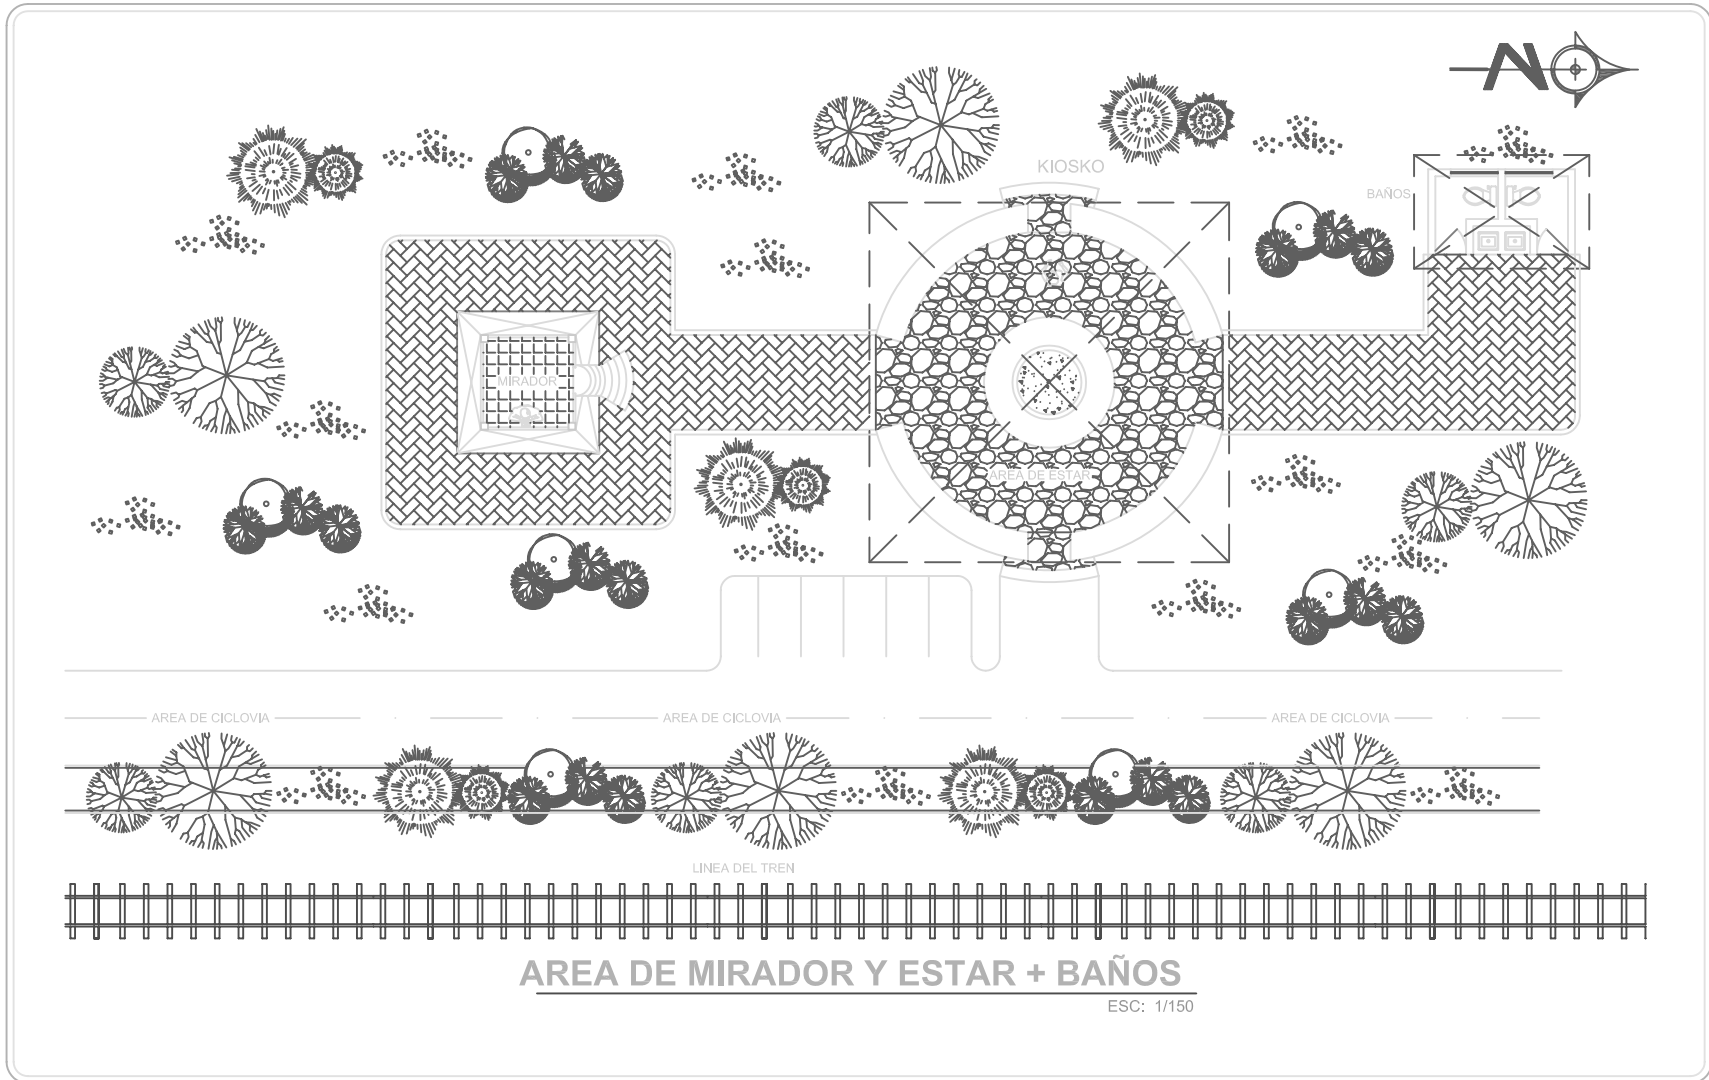 N
KIOSKO
BAÑOS
MIRADOR
AREA DE ESTAR
AREA DE CICLOVIA AREA DE CICLOVIA AREA DE CICLOVIA
LINEA DEL TREN
AREA DE MIRADOR Y ESTAR + BAÑOS
ESC: 1/150